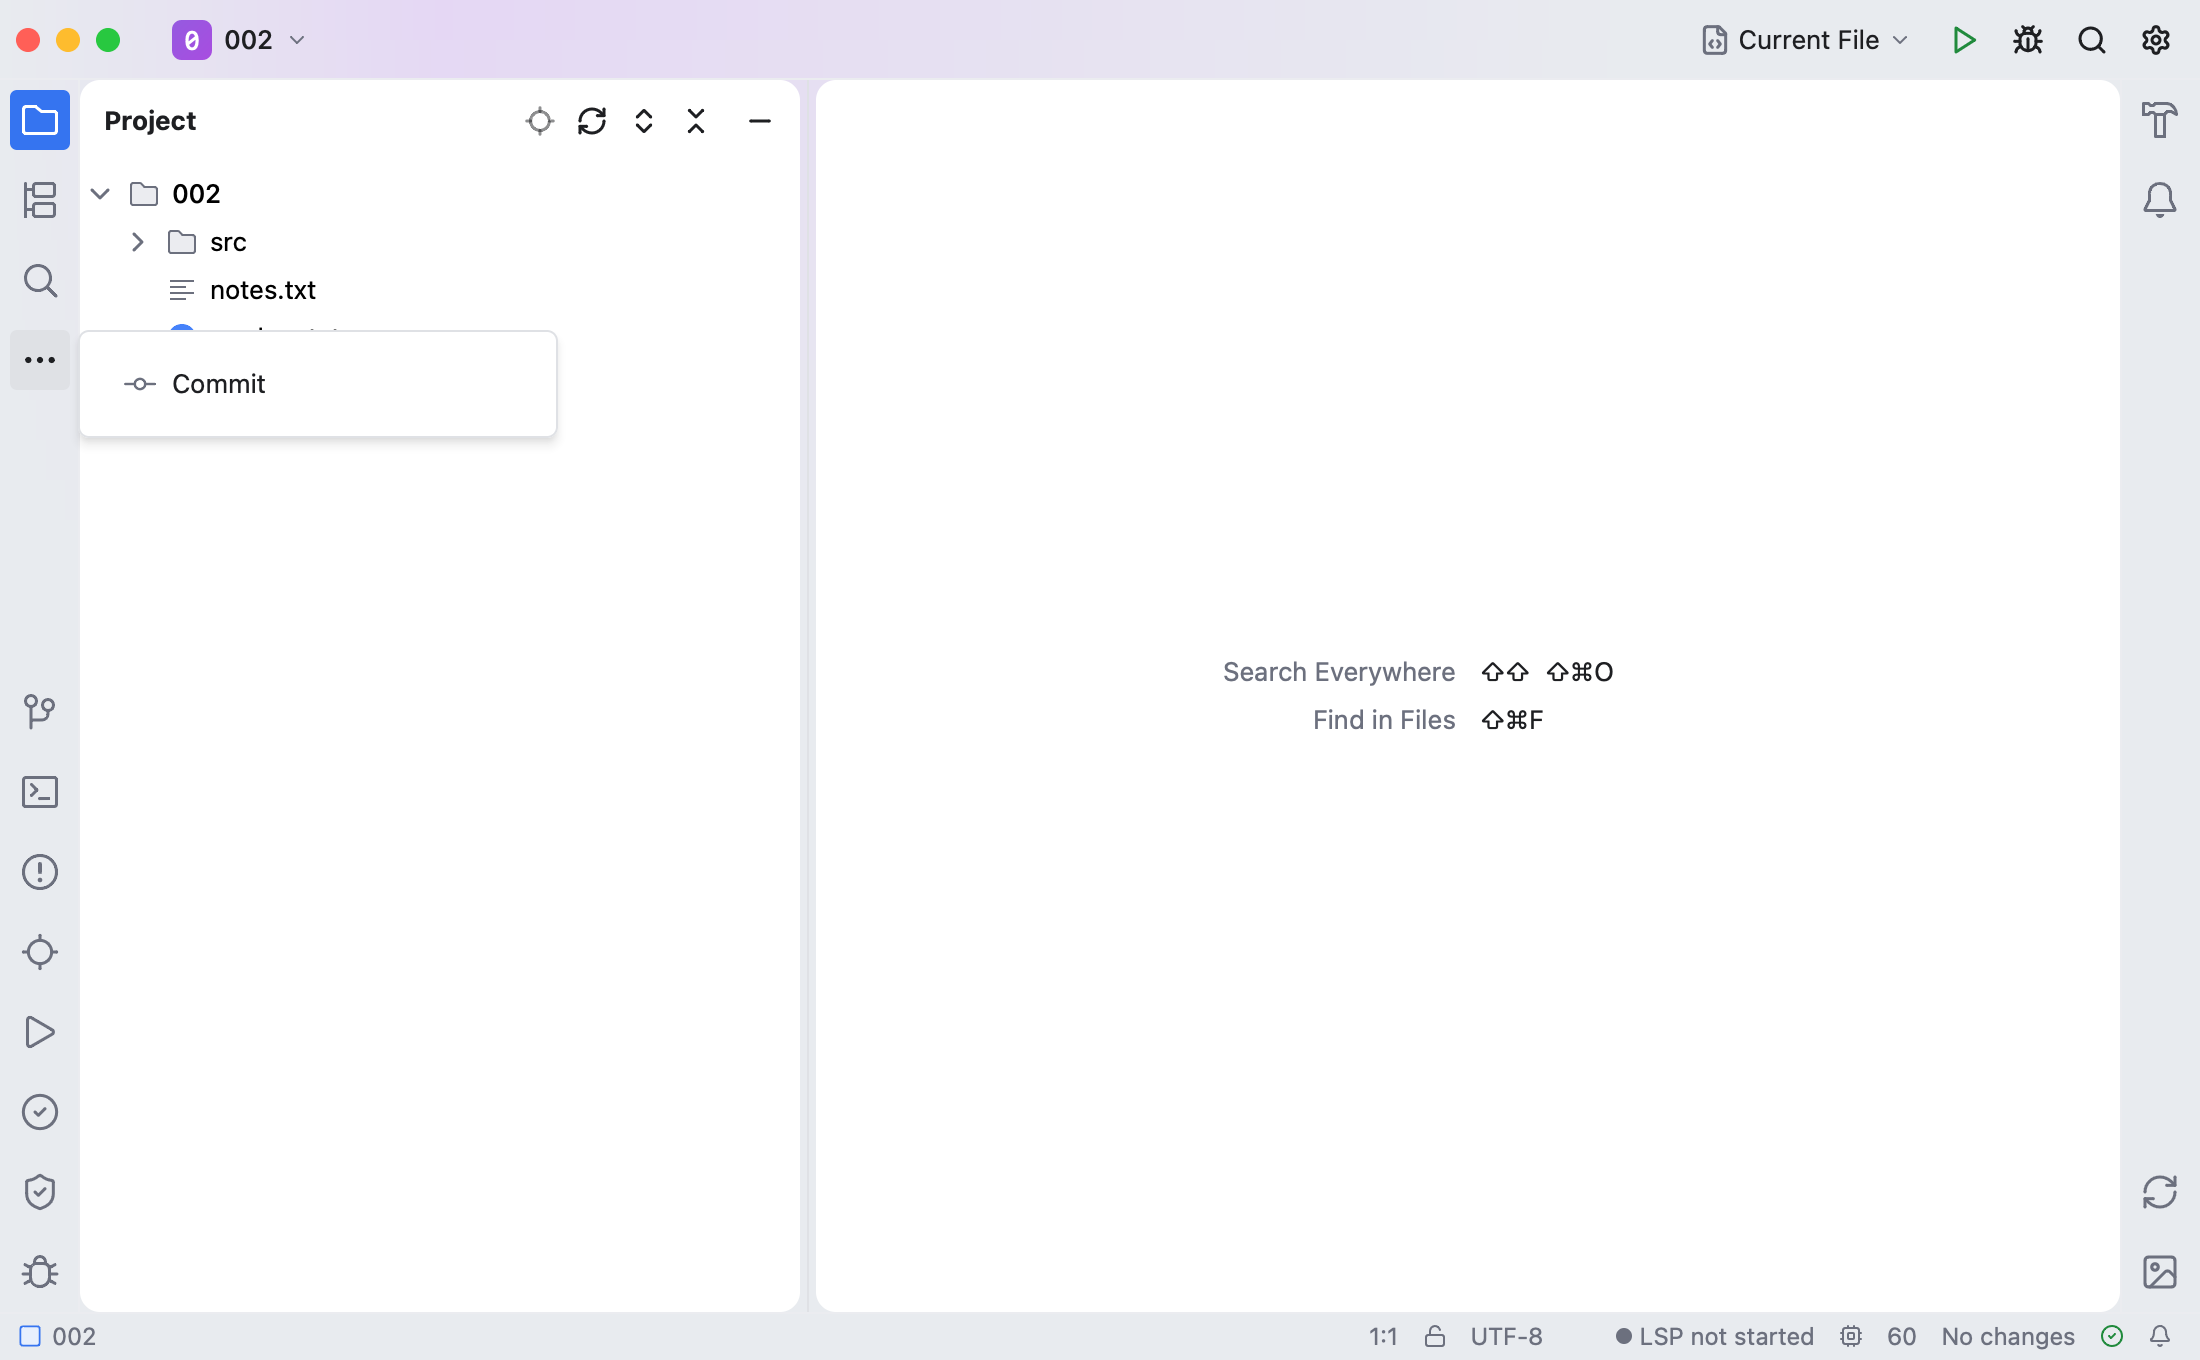 0 002
Current File
Project
002
src
notes.txt
Commit
Search Everywhere ⇧⇧ ⇧⌘O
Find in Files ⇧⌘F
002
1:1 UTF-8 LSP not started 60 No changes